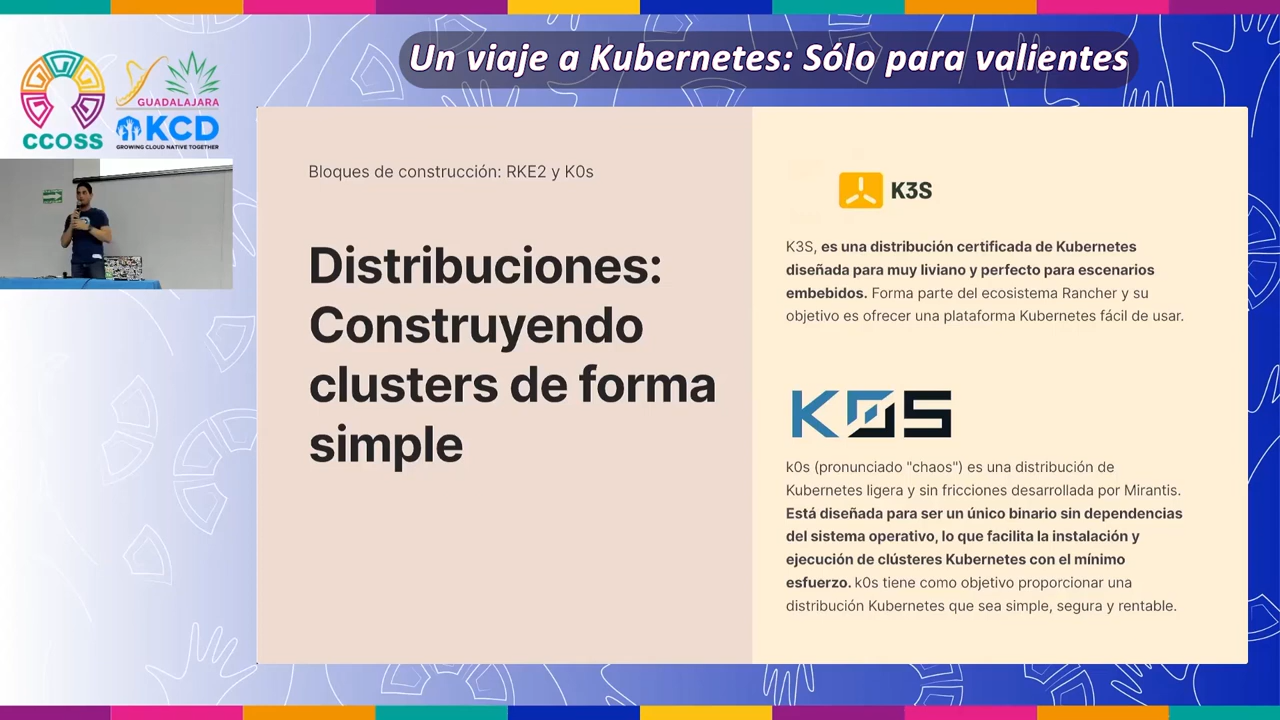 Un viaje a Kubernetes: Sólo para valientes
CCOSS
GUADALAJARA
KCD
GROWING CLOUD NATIVE TOGETHER
Bloques de construcción: RKE2 y K0s
Distribuciones:
Construyendo
clusters de forma
simple
K3S
K3S, es una distribución certificada de Kubernetes
diseñada para muy liviano y perfecto para escenarios
embebidos. Forma parte del ecosistema Rancher y su
objetivo es ofrecer una plataforma Kubernetes fácil de usar.
K0S
k0s (pronunciado "chaos") es una distribución de
Kubernetes ligera y sin fricciones desarrollada por Mirantis.
Está diseñada para ser un único binario sin dependencias
del sistema operativo, lo que facilita la instalación y
ejecución de clústeres Kubernetes con el mínimo
esfuerzo. k0s tiene como objetivo proporcionar una
distribución Kubernetes que sea simple, segura y rentable.